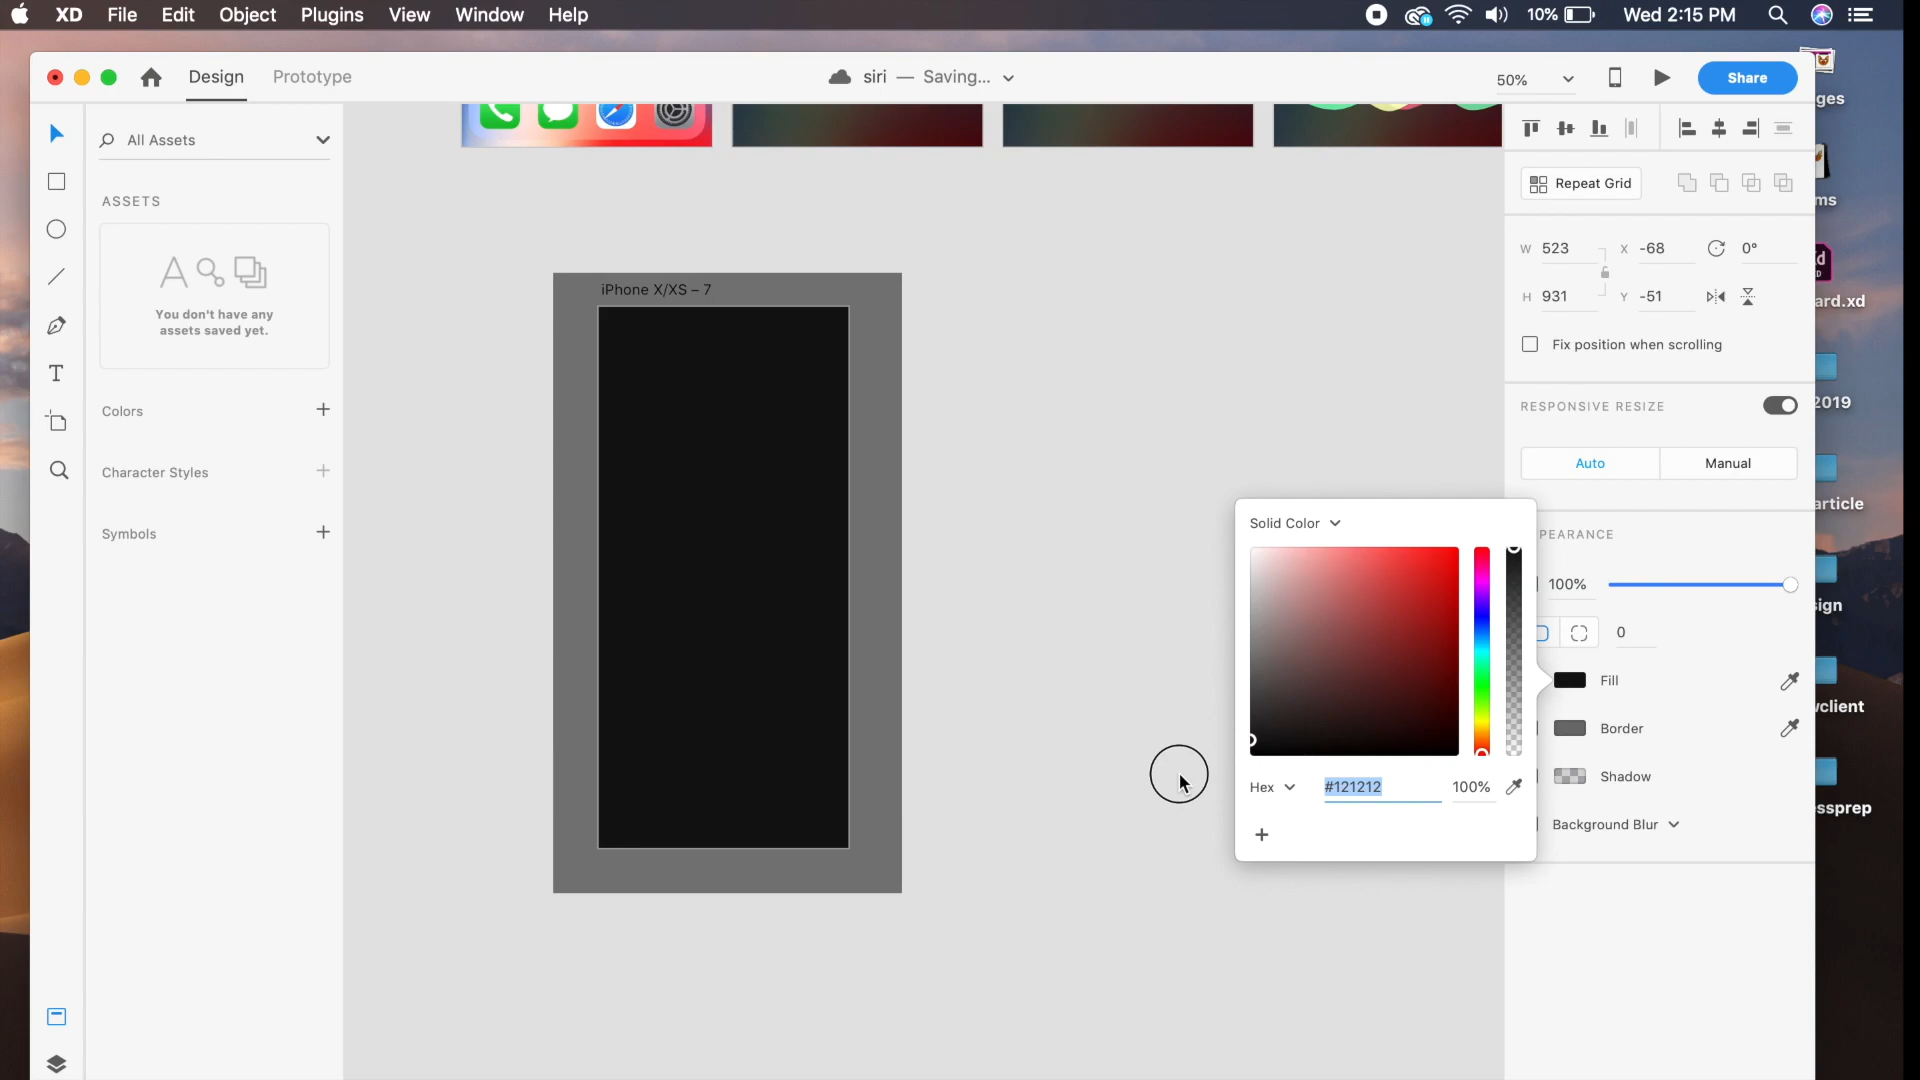 XD File Edit Object Plugins View Window Help
10% Wed 2:15 PM
Design Prototype
siri — Saving...
50%
Share
All Assets
ASSETS
You don't have any
assets saved yet.
Colors
Character Styles
Symbols
iPhone X/XS – 7
Repeat Grid
W 523 X -68 0°
H 931 Y -51
Fix position when scrolling
RESPONSIVE RESIZE
Auto Manual
PEARANCE
100%
0
Fill
Border
Shadow
Background Blur
Solid Color
Hex #121212 100%
ges
ms
ard.xd
2019
article
sign
client
ssprep